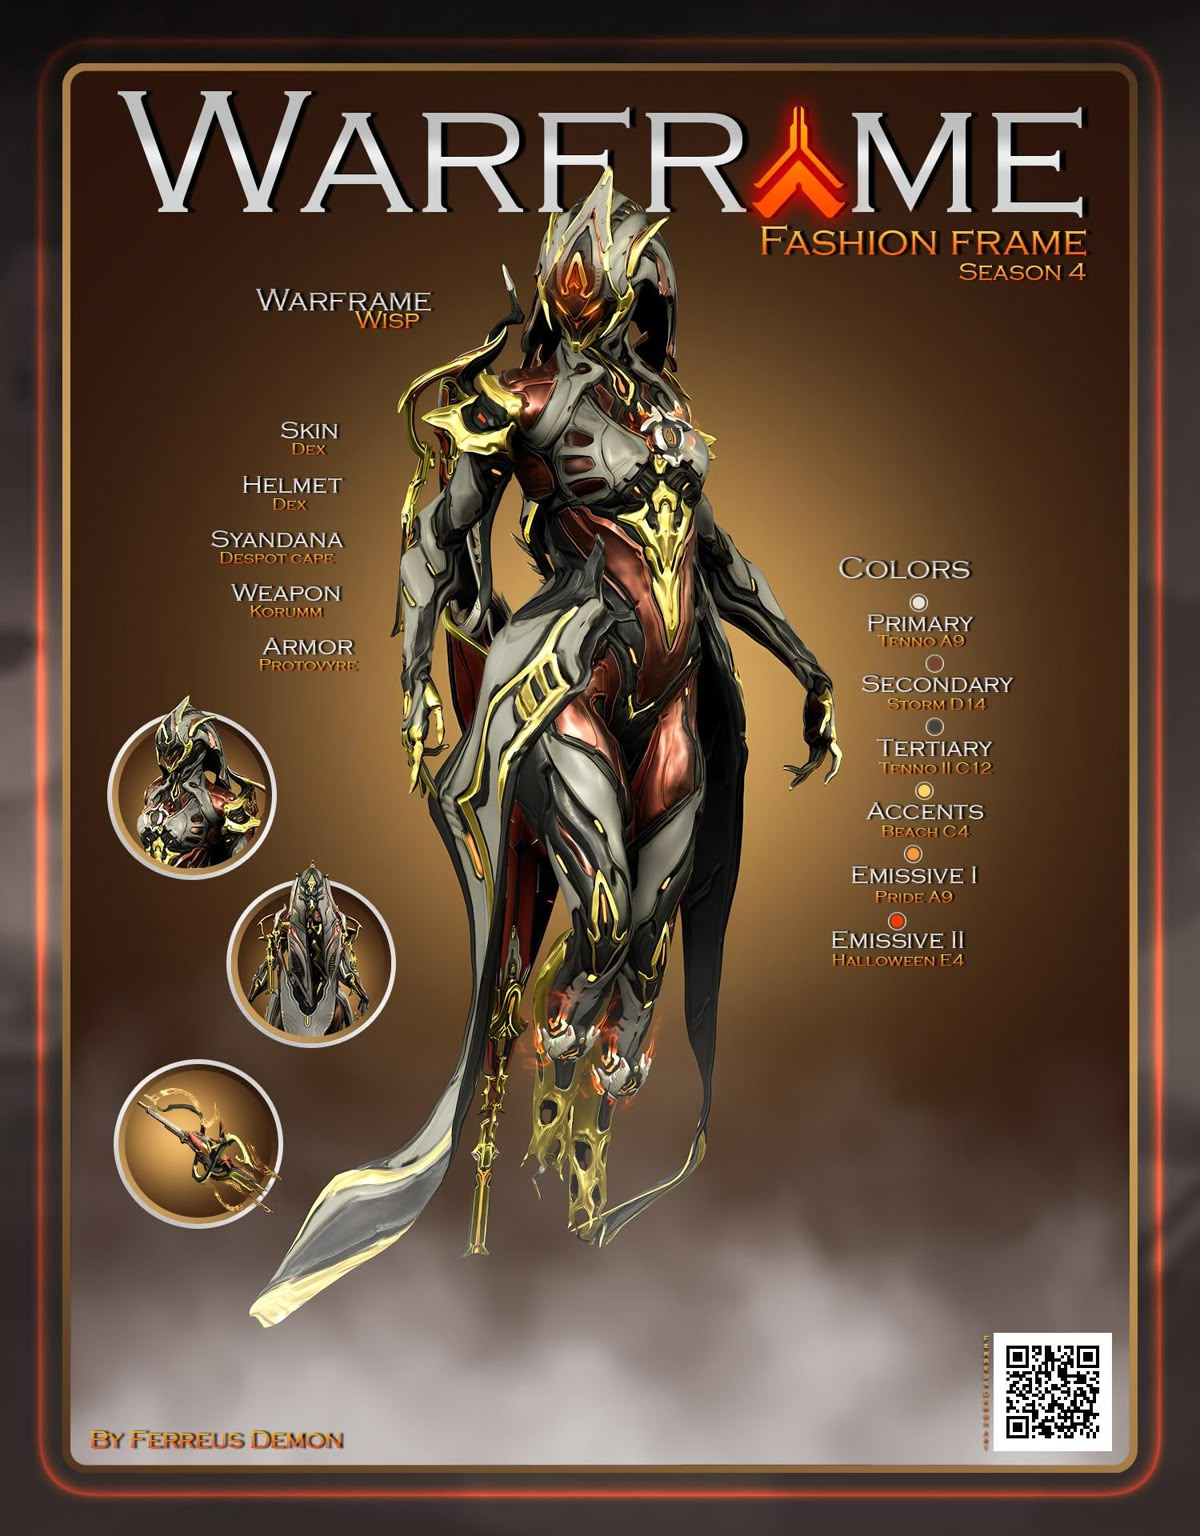 WARFRAME
FASHION FRAME
SEASON 4
WARFRAME
WISP
SKIN
DEX
HELMET
DEX
SYANDANA
DESPOT CAPE
WEAPON
KORUMM
ARMOR
PROTOVYRE
COLORS
PRIMARY
TENNO A9
SECONDARY
STORM D14
TERTIARY
TENNO II C12
ACCENTS
BEACH C4
EMISSIVE I
PRIDE A9
EMISSIVE II
HALLOWEEN E4
BY FERREUS DEMON